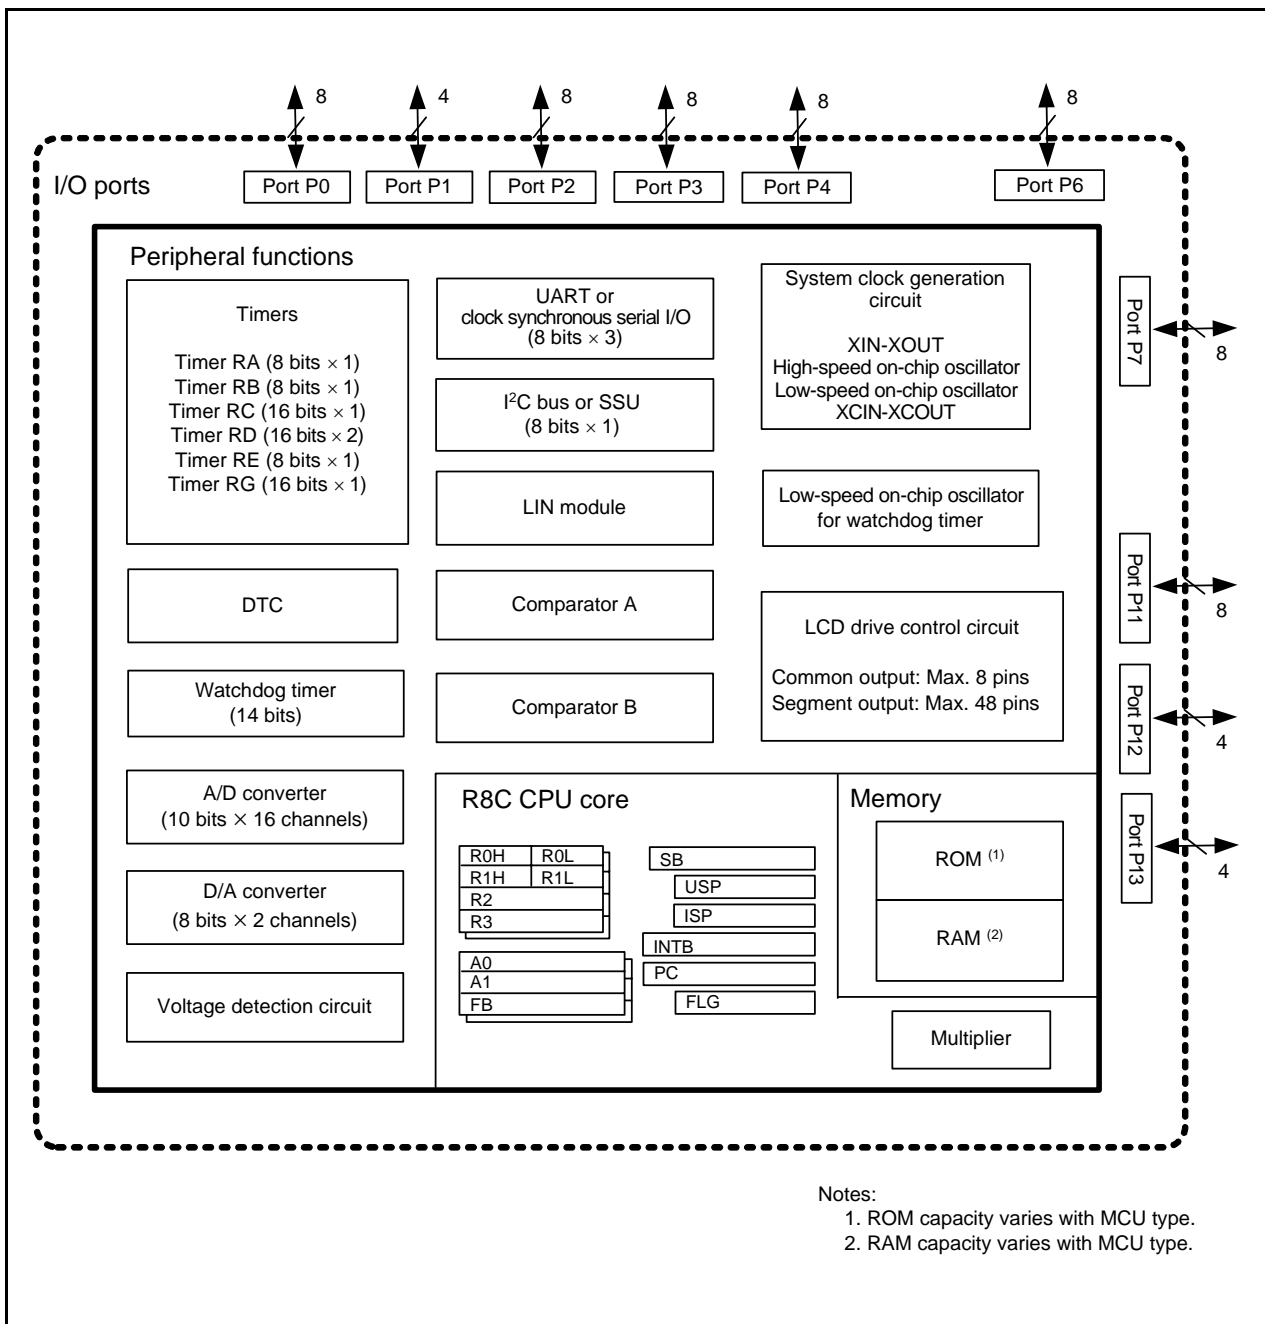 8
4
8
8
8
8
I/O ports
Port P0
Port P1
Port P2
Port P3
Port P4
Port P6
Peripheral functions
Timers
Timer RA (8 bits × 1)
Timer RB (8 bits × 1)
Timer RC (16 bits × 1)
Timer RD (16 bits × 2)
Timer RE (8 bits × 1)
Timer RG (16 bits × 1)
UART or
clock synchronous serial I/O
(8 bits × 3)
System clock generation
circuit
XIN-XOUT
High-speed on-chip oscillator
Low-speed on-chip oscillator
XCIN-XCOUT
Port P7
8
I²C bus or SSU
(8 bits × 1)
LIN module
Low-speed on-chip oscillator
for watchdog timer
Port P11
8
DTC
Comparator A
LCD drive control circuit
Common output: Max. 8 pins
Segment output: Max. 48 pins
Port P12
4
Watchdog timer
(14 bits)
Comparator B
A/D converter
(10 bits × 16 channels)
R8C CPU core
Memory
Port P13
4
R0H
R0L
R1H
R1L
R2
R3
SB
USP
ISP
INTB
PC
FLG
ROM (1)
RAM (2)
D/A converter
(8 bits × 2 channels)
A0
A1
FB
Voltage detection circuit
Multiplier
Notes:
1. ROM capacity varies with MCU type.
2. RAM capacity varies with MCU type.